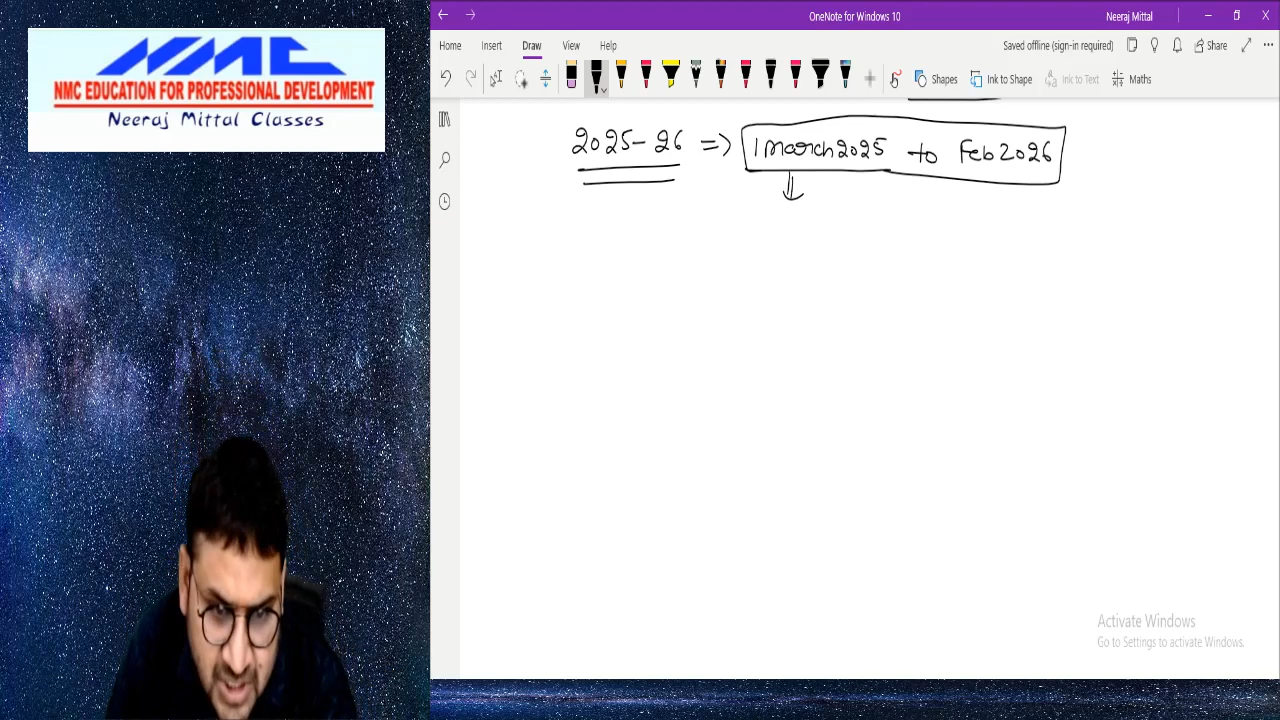 NMC
NMC EDUCATION FOR PROFESSIONAL DEVELOPMENT
Neeraj Mittal Classes
OneNote for Windows 10
Neeraj Mittal
Home Insert Draw View Help
Saved offline (sign-in required) Share
Shapes Ink to Shape Ink to Text Maths
2025-26 => 1 March 2025 to Feb 2026
Activate Windows
Go to Settings to activate Windows.